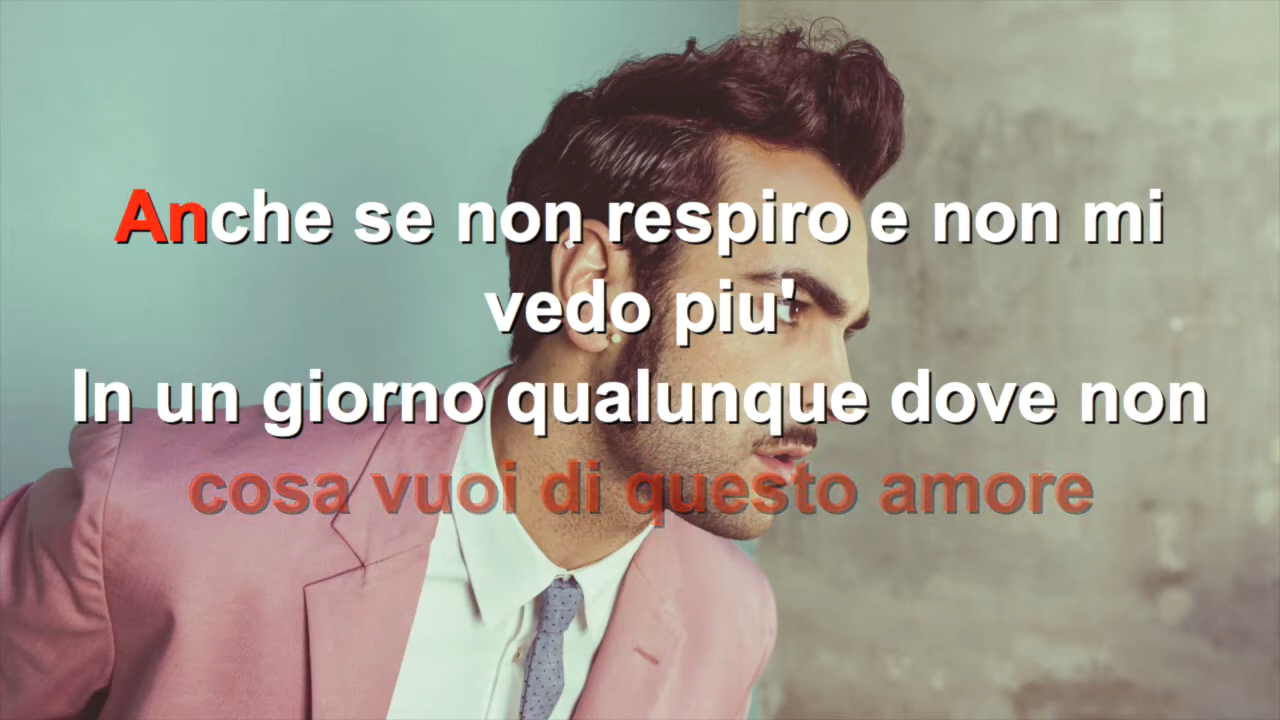 Anche se non respiro e non mi
vedo piu'
In un giorno qualunque dove non
cosa vuoi di questo amore